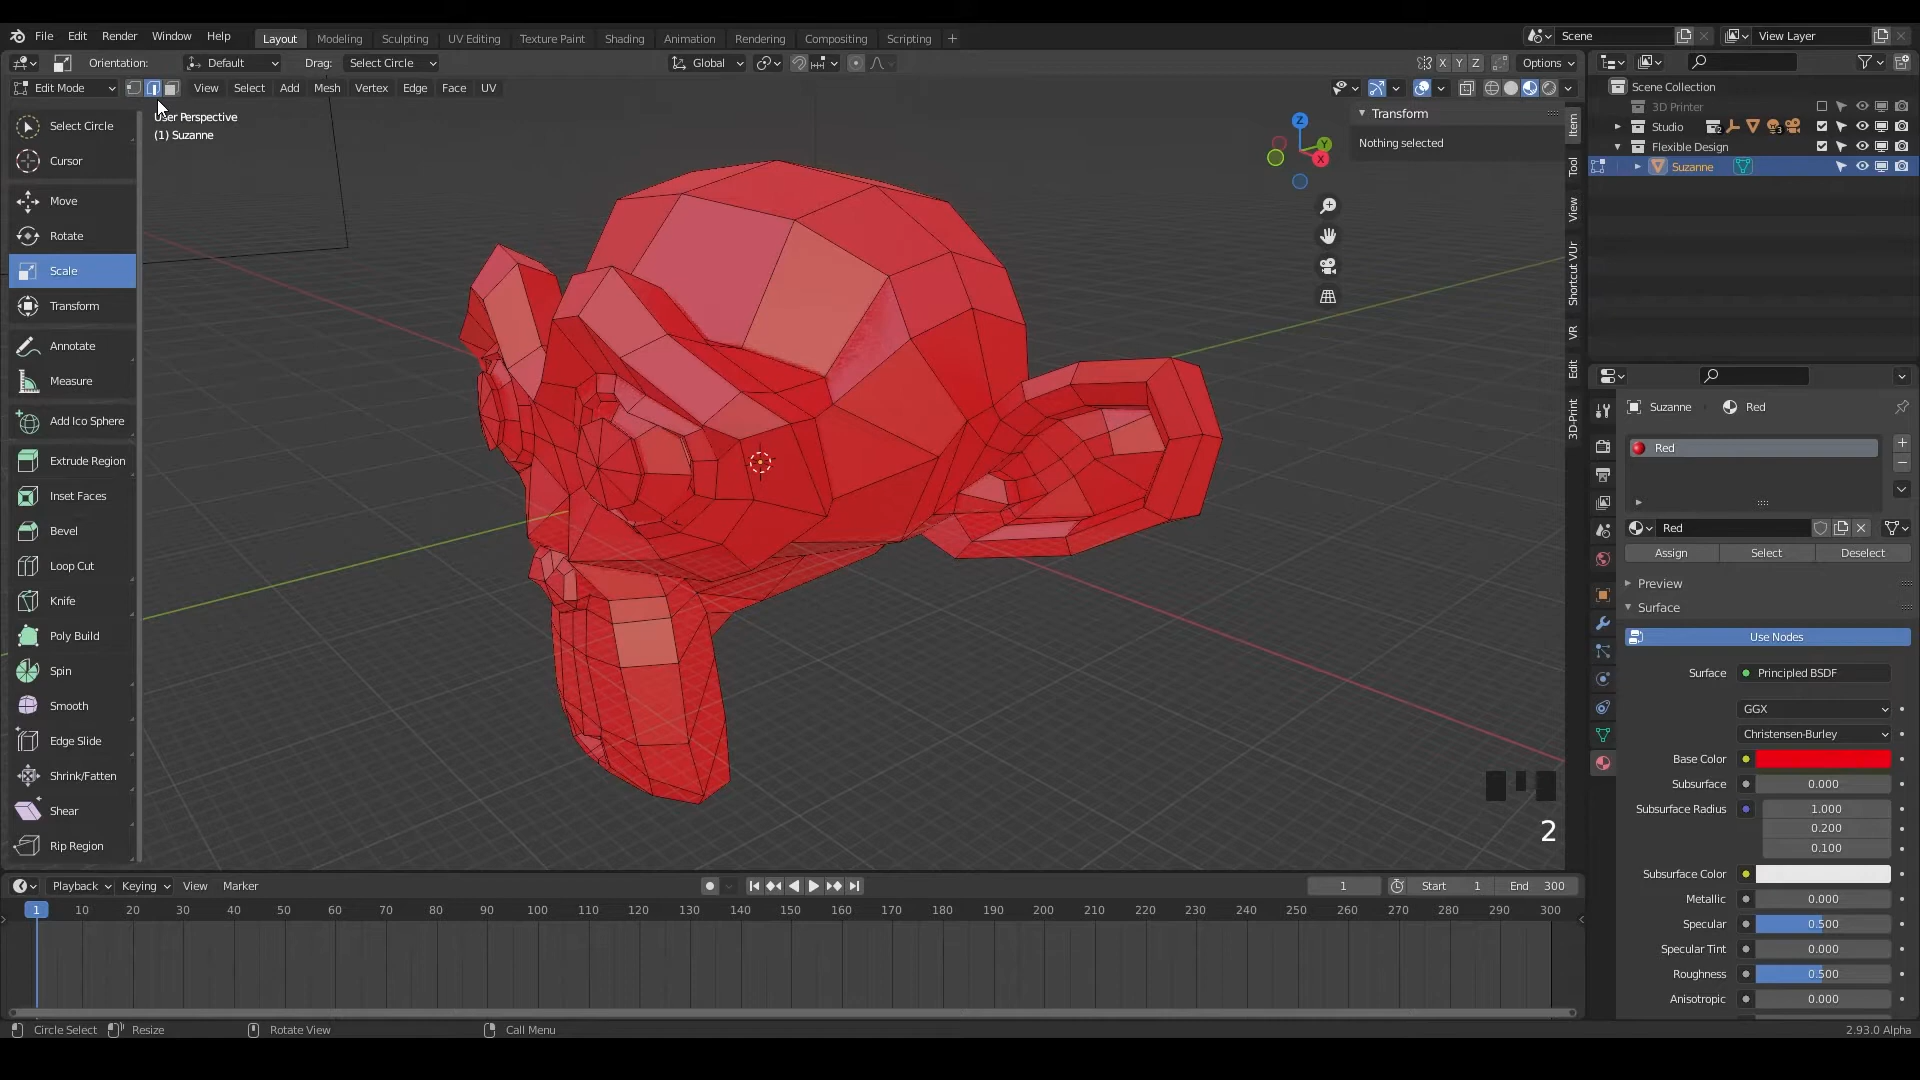 File Edit Render Window Help Layout Modeling Sculpting UV Editing Texture Paint Shading Animation Rendering Compositing Scripting + Scene View Layer
Orientation: Default Drag: Select Circle Global X Y Z Options
Edit Mode View Select Add Mesh Vertex Edge Face UV
User Perspective
(1) Suzanne
Select Circle
Cursor
Move
Rotate
Scale
Transform
Annotate
Measure
Add Ico Sphere
Extrude Region
Inset Faces
Bevel
Loop Cut
Knife
Poly Build
Spin
Smooth
Edge Slide
Shrink/Fatten
Shear
Rip Region
Z
Y
X
2
Transform
Nothing selected
Item
Tool
View
Shortcut VUr
VR
Edit
3D-Print
Scene Collection
3D Printer
Studio 2 3
Flexible Design
Suzanne
Suzanne Red
Red
Red
Assign Select Deselect
Preview
Surface
Use Nodes
Surface Principled BSDF
GGX
Christensen-Burley
Base Color
Subsurface 0.000
Subsurface Radius 1.000
0.200
0.100
Subsurface Color
Metallic 0.000
Specular 0.500
Specular Tint 0.000
Roughness 0.500
Anisotropic 0.000
Playback Keying View Marker 1 Start 1 End 300
1 10 20 30 40 50 60 70 80 90 100 110 120 130 140 150 160 170 180 190 200 210 220 230 240 250 260 270 280 290 300
Circle Select Resize Rotate View Call Menu 2.93.0 Alpha